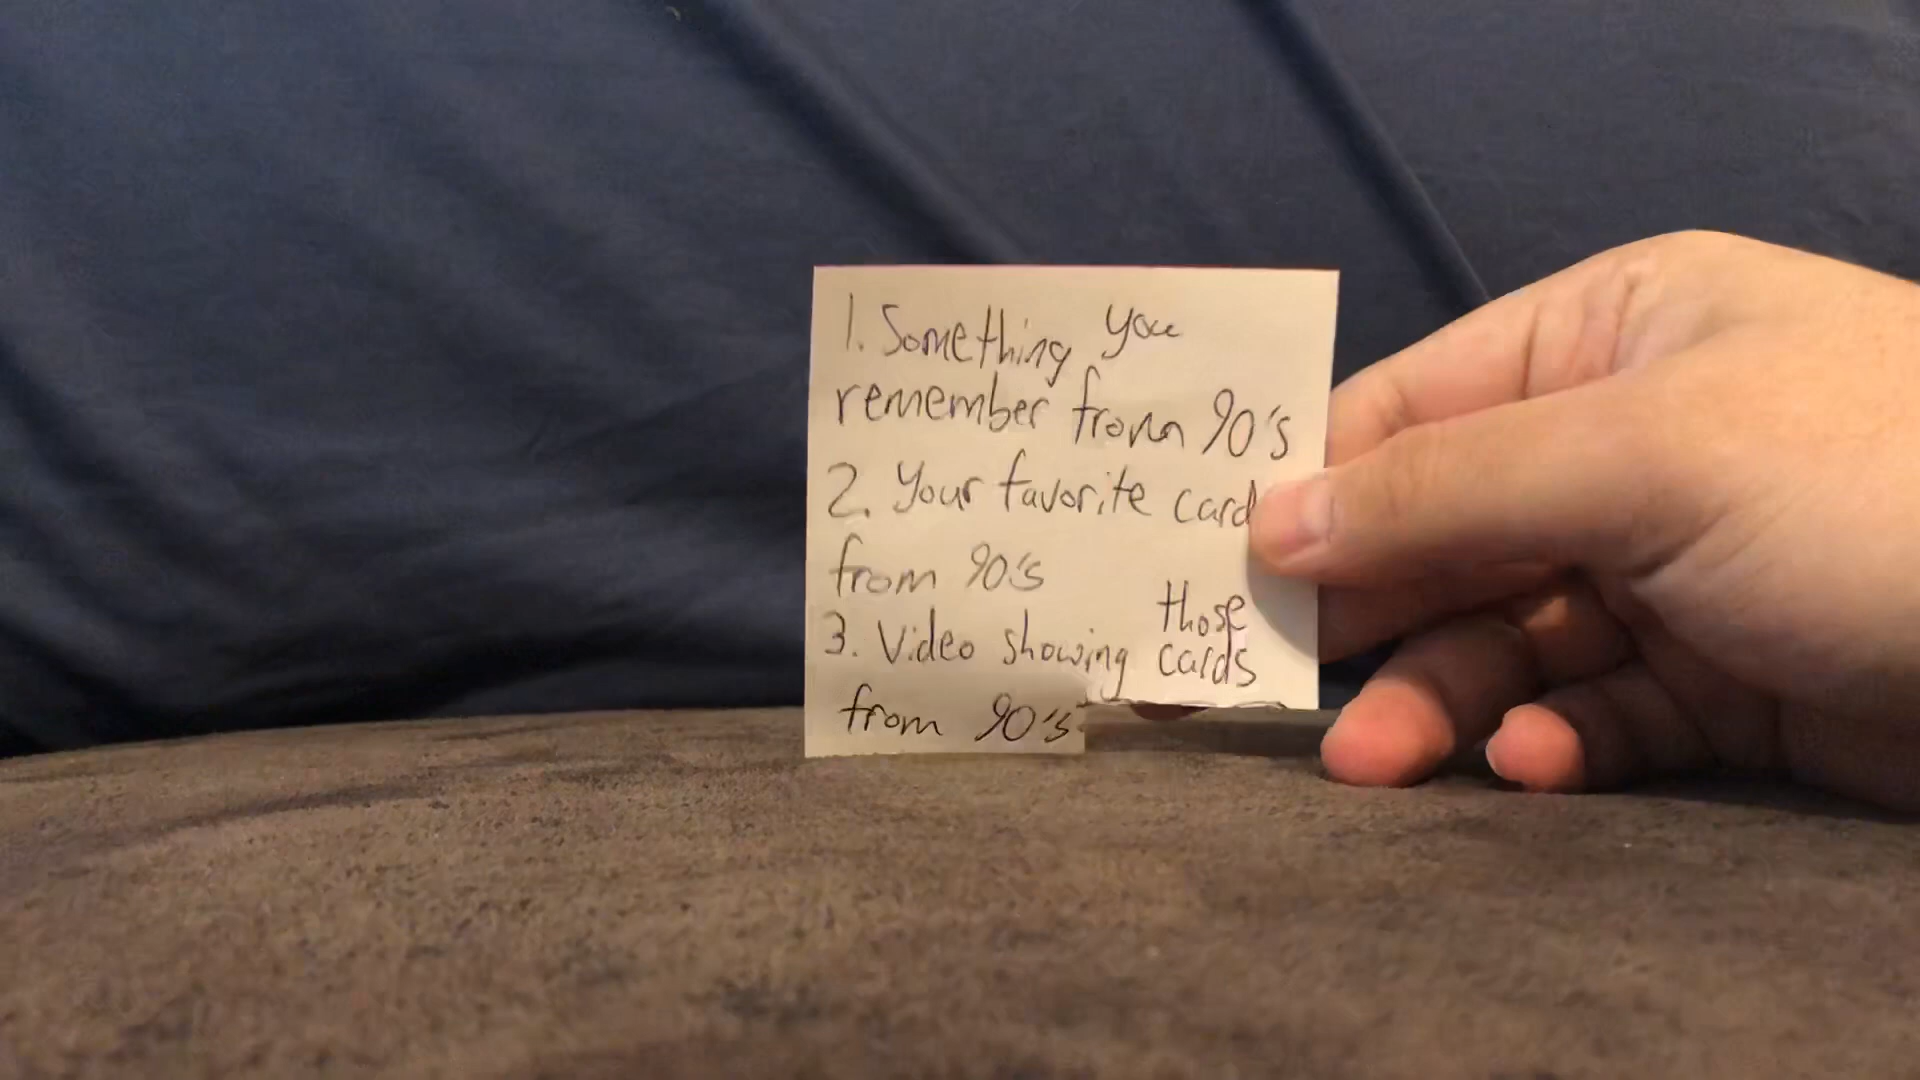 1. Something you
remember from 90's
2. Your favorite card
from 90's
3. Video showing those cards
from 90's